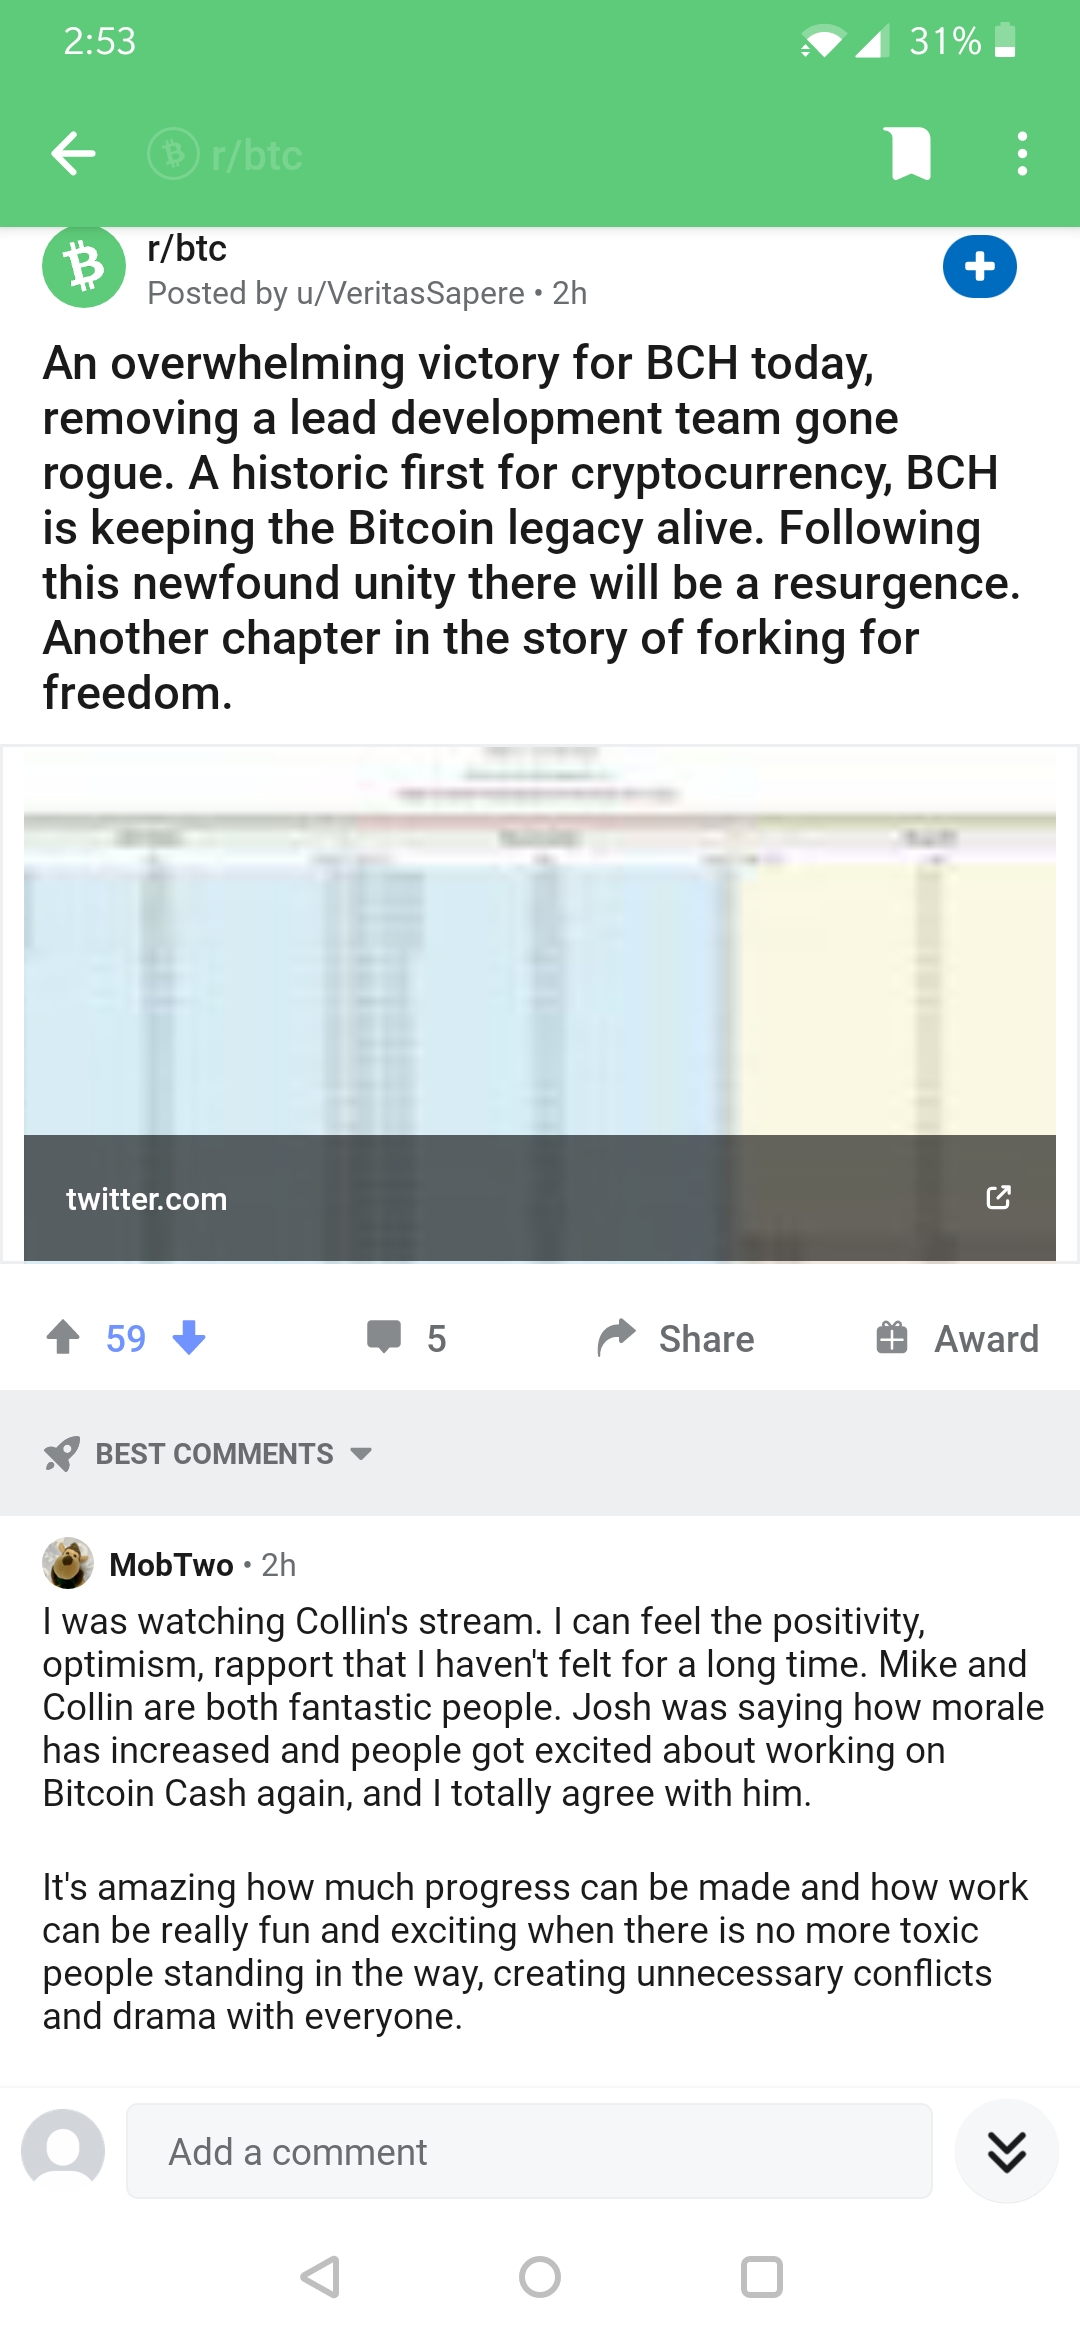 2:53
31%
r/btc
r/btc
Posted by u/VeritasSapere • 2h
An overwhelming victory for BCH today,
removing a lead development team gone
rogue. A historic first for cryptocurrency, BCH
is keeping the Bitcoin legacy alive. Following
this newfound unity there will be a resurgence.
Another chapter in the story of forking for
freedom.
twitter.com
59
5
Share
Award
BEST COMMENTS
MobTwo • 2h
I was watching Collin's stream. I can feel the positivity,
optimism, rapport that I haven't felt for a long time. Mike and
Collin are both fantastic people. Josh was saying how morale
has increased and people got excited about working on
Bitcoin Cash again, and I totally agree with him.
It's amazing how much progress can be made and how work
can be really fun and exciting when there is no more toxic
people standing in the way, creating unnecessary conflicts
and drama with everyone.
Add a comment